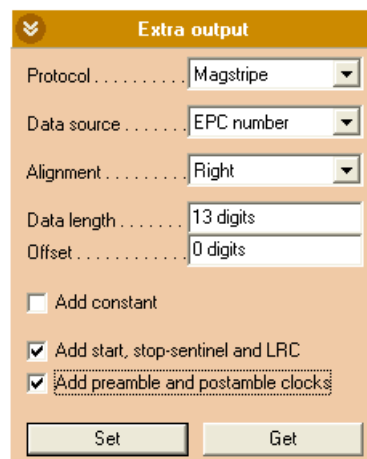 Extra output
Protocol . . . . . . . . . . Magstripe
Data source . . . . . . . EPC number
Alignment . . . . . . . . . Right
Data length . . . . . . . 13 digits
Offset . . . . . . . . . . . . 0 digits
Add constant
Add start, stop-sentinel and LRC
Add preamble and postamble clocks
Set Get